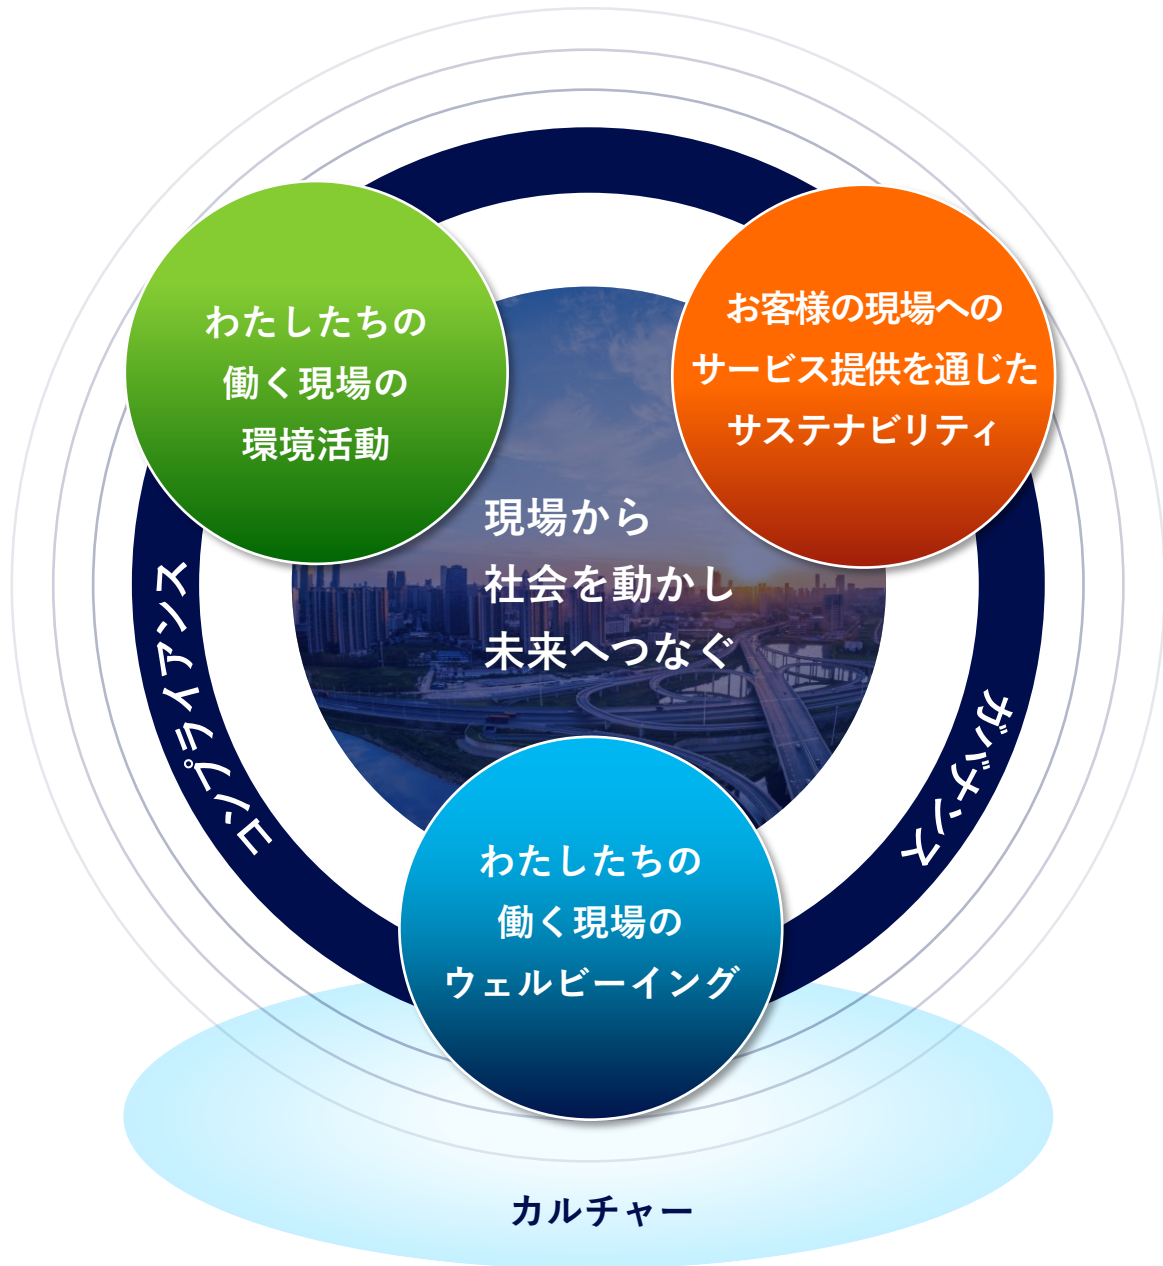 わたしたちの
働く現場の
環境活動
お客様の現場への
サービス提供を通じた
サステナビリティ
現場から
社会を動かし
未来へつなぐ
コンプライアンス
ガバナンス
わたしたちの
働く現場の
ウェルビーイング
カルチャー